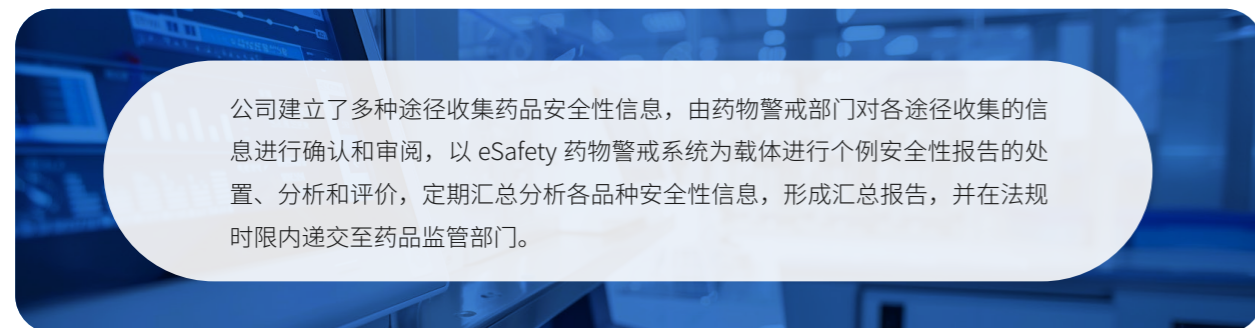 公司建立了多种途径收集药品安全性信息，由药物警戒部门对各途径收集的信
息进行确认和审阅，以 eSafety 药物警戒系统为载体进行个例安全性报告的处
置、分析和评价，定期汇总分析各品种安全性信息，形成汇总报告，并在法规
时限内递交至药品监管部门。